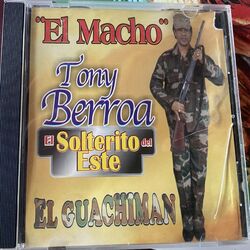 "El Macho"
Tony
Berroa
El Solterito del
Este
EL GUACHIMAN